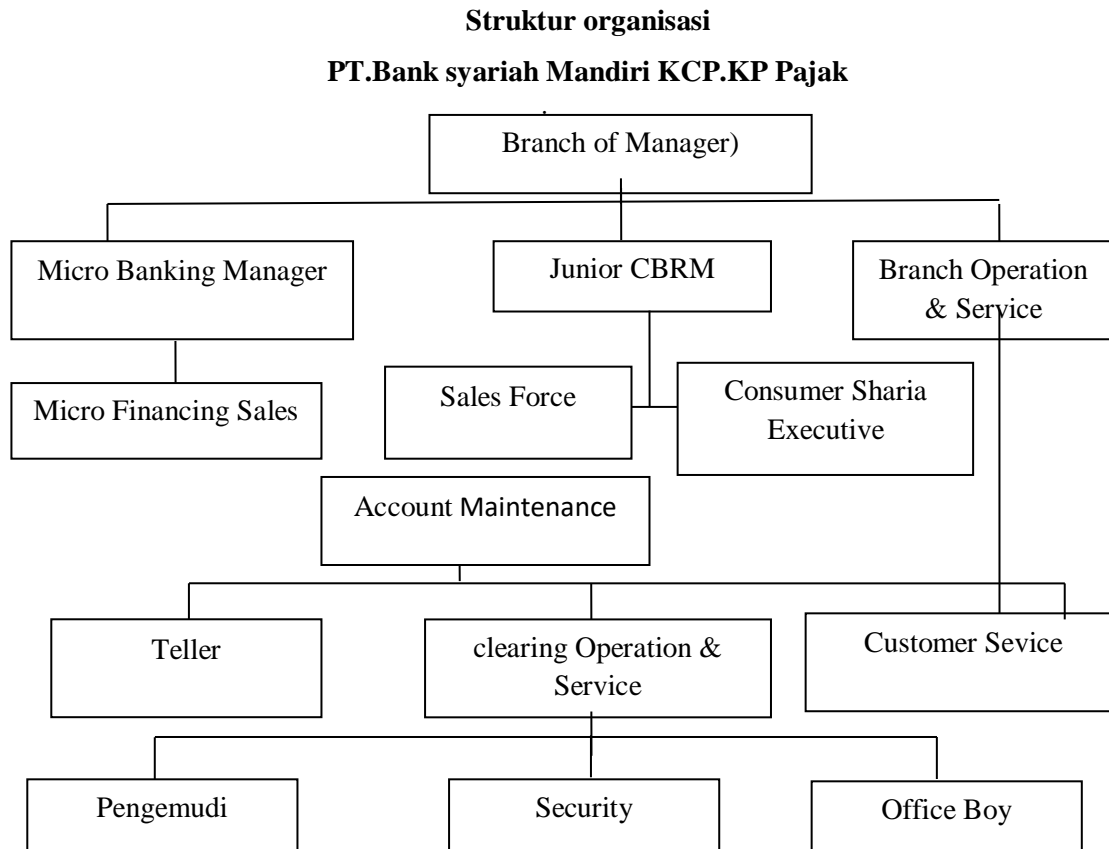 Struktur organisasi
PT.Bank syariah Mandiri KCP.KP Pajak
Branch of Manager)
Micro Banking Manager
Junior CBRM
Branch Operation
& Service
Micro Financing Sales
Sales Force
Consumer Sharia
Executive
Account Maintenance
Teller
clearing Operation &
Service
Customer Sevice
Pengemudi
Security
Office Boy